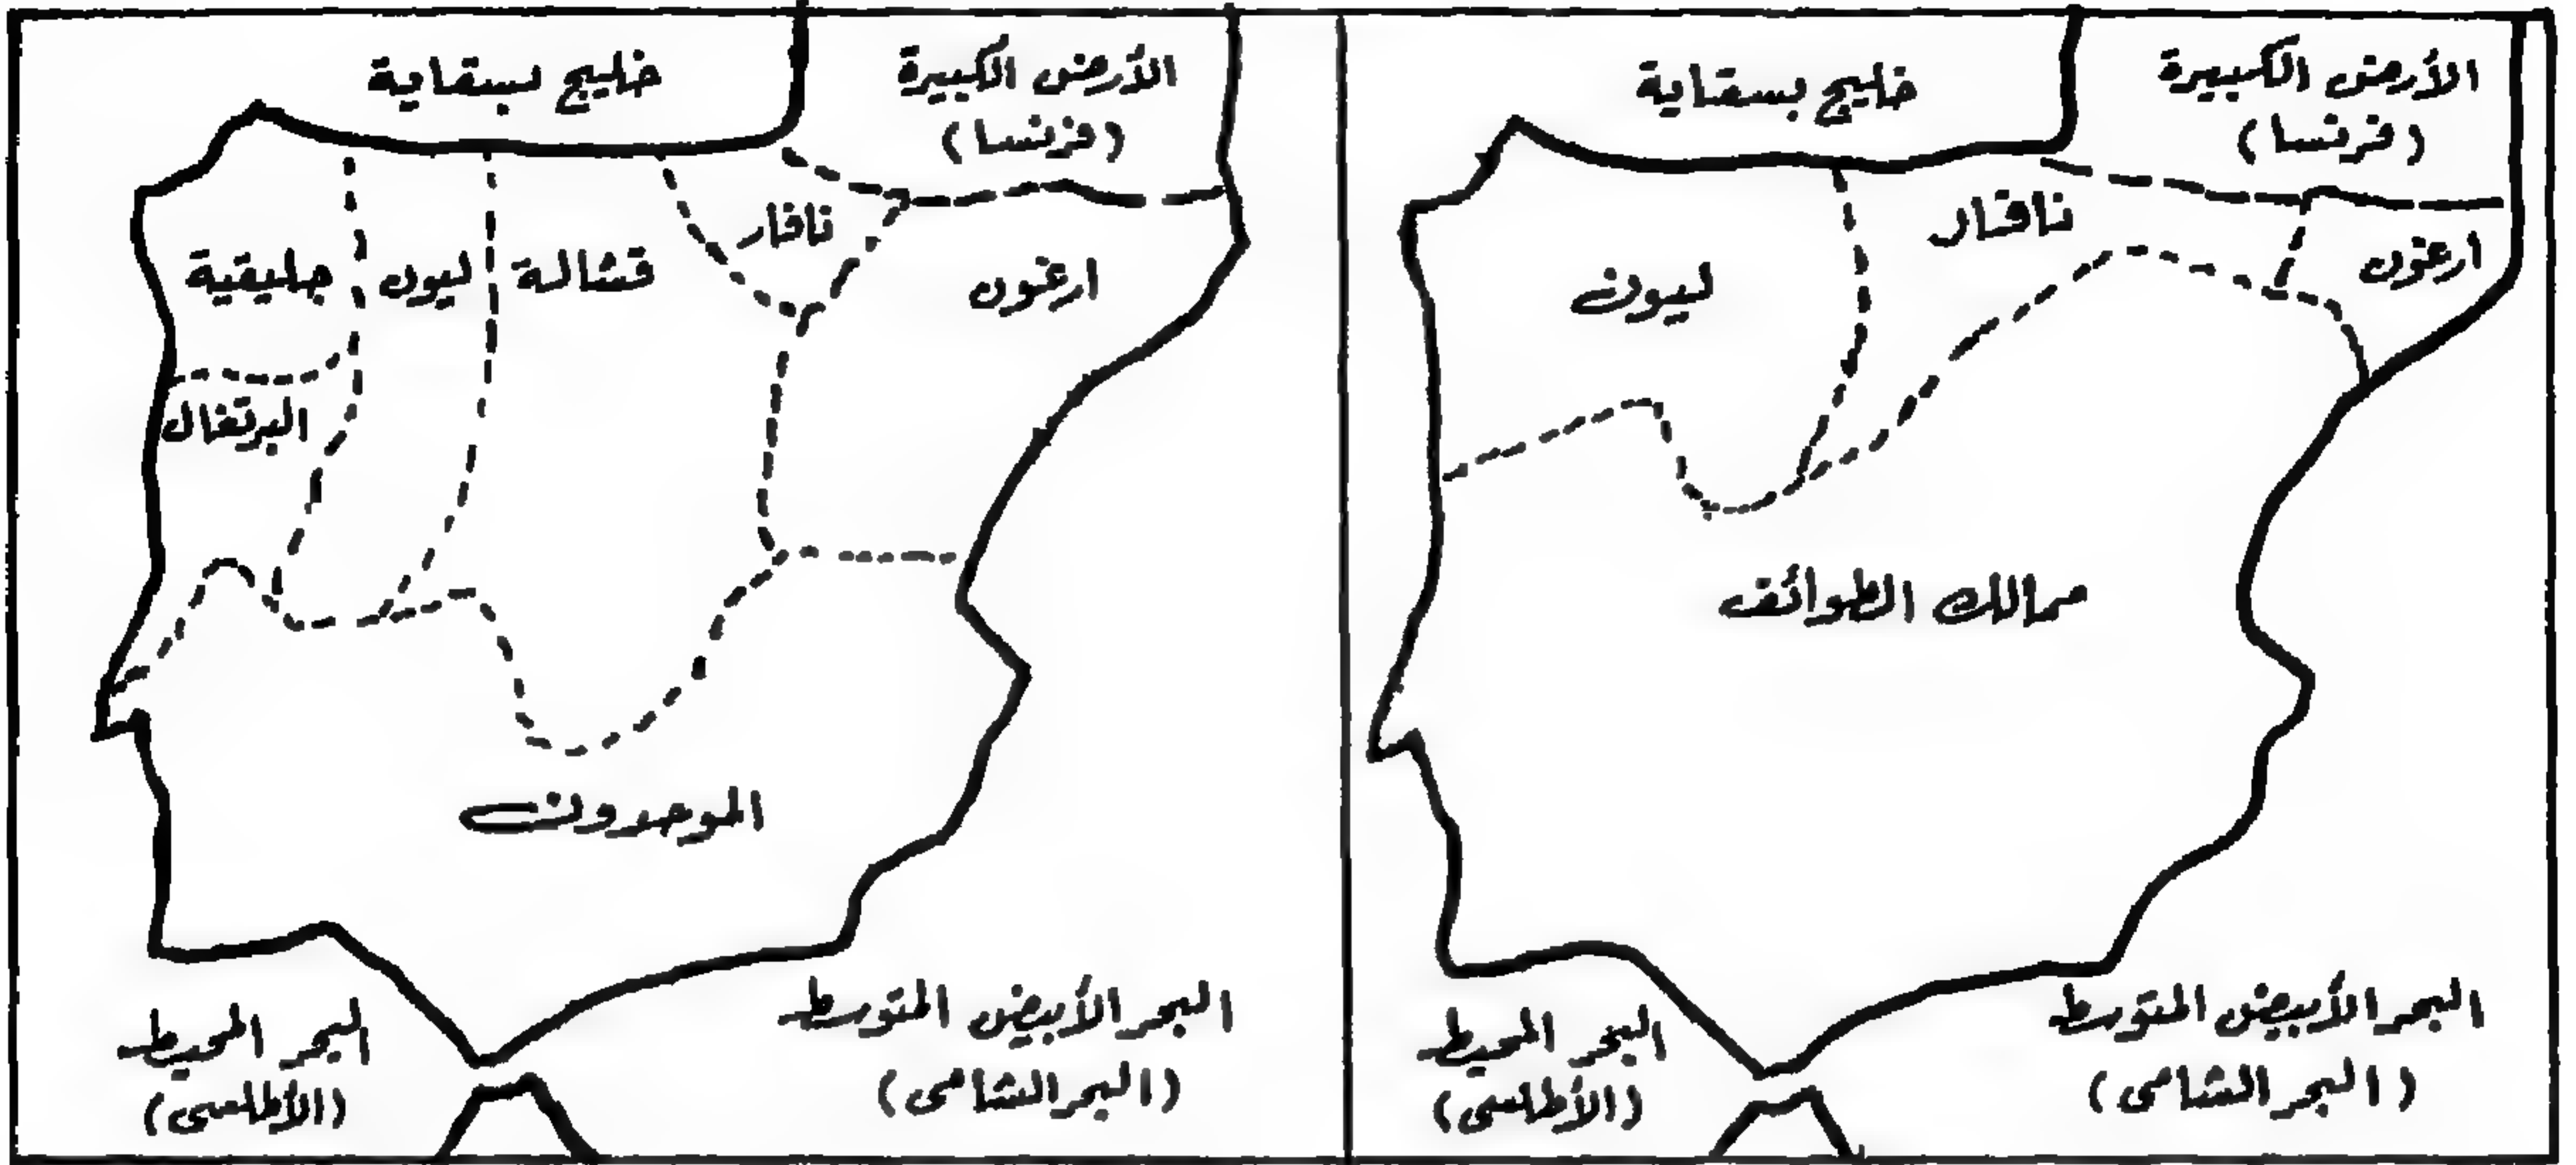 خليج بسقاية
الأرض الكبيرة
(فرنسا)
نافار
ارغون
قشالة
ليون
جليقية
البرتغال
الموحدون
البحر الأبيض المتوسط
(البحر الشامى)
البحر المحيط
(الأطلسى)
خليج بسقاية
الأرض الكبيرة
(فرنسا)
نافار
ارغون
ليون
ممالك الطوائف
البحر الأبيض المتوسط
(البحر الشامى)
البحر المحيط
(الأطلسى)